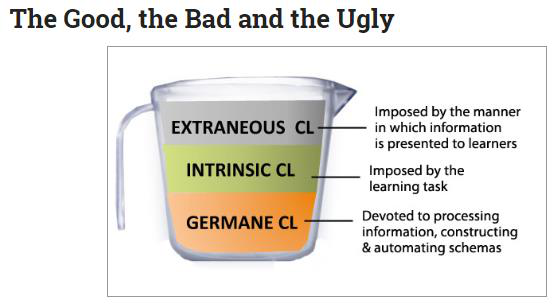 The Good, the Bad and the Ugly
EXTRANEOUS CL
Imposed by the manner
in which information
is presented to learners
INTRINSIC CL
Imposed by the
learning task
GERMANE CL
Devoted to processing
information, constructing
& automating schemas